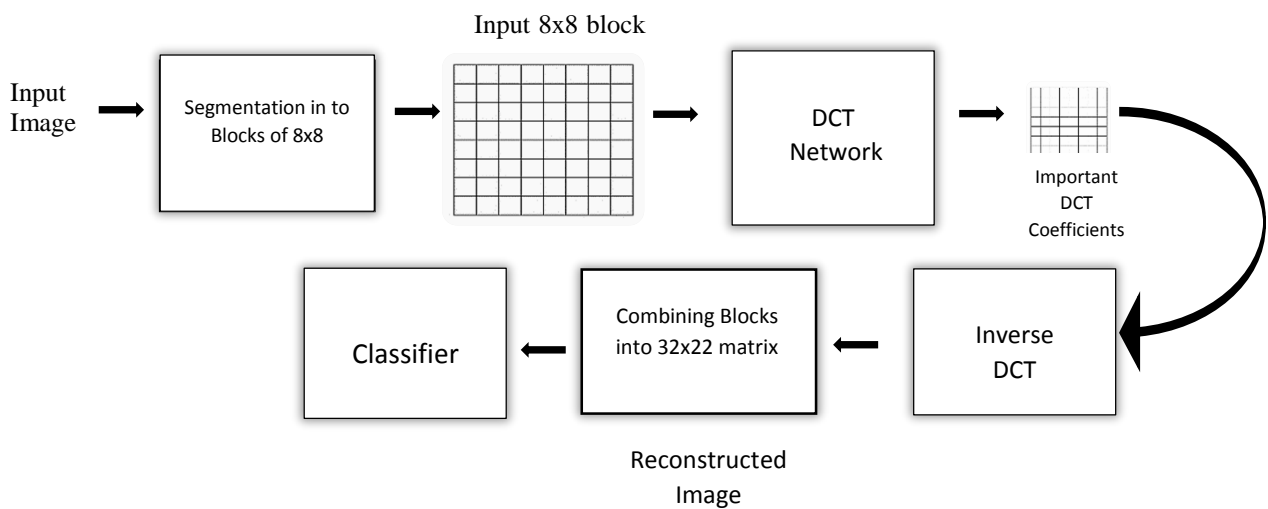 Input 8x8 block
Input
Image
Segmentation in to
Blocks of 8x8
DCT
Network
Important
DCT
Coefficients
Inverse
DCT
Combining Blocks
into 32x22 matrix
Classifier
Reconstructed
Image